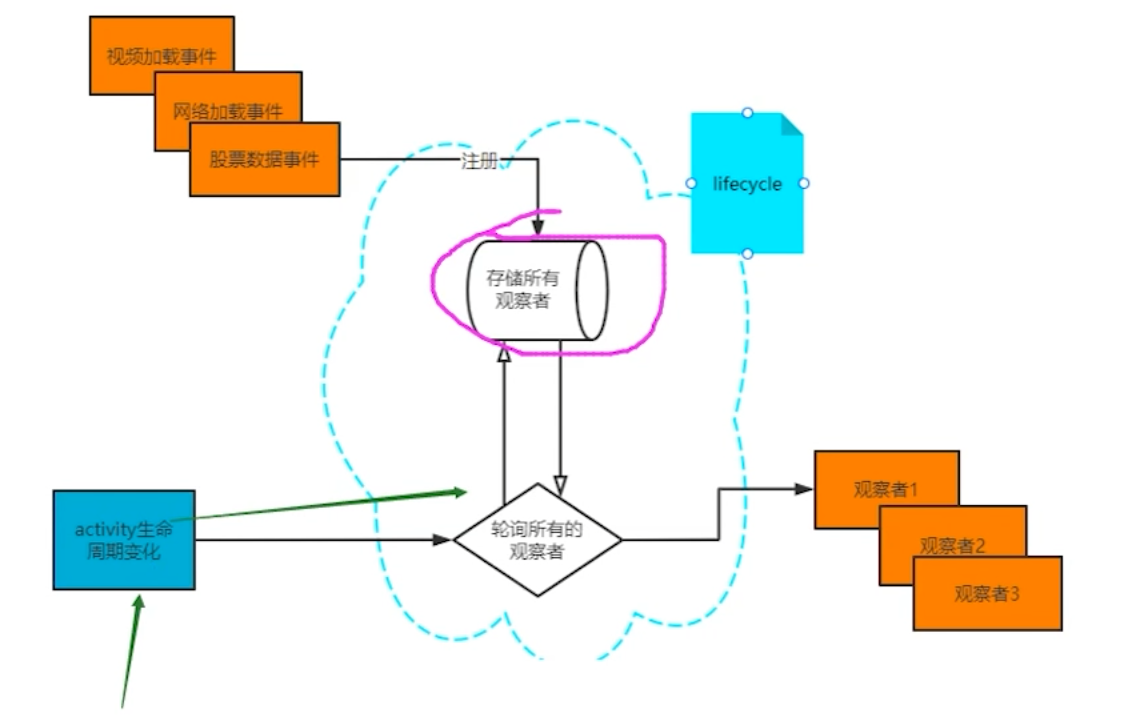 视频加载事件
网络加载事件
股票数据事件
注册
lifecycle
存储所有
观察者
activity生命
周期变化
轮询所有的
观察者
观察者1
观察者2
观察者3